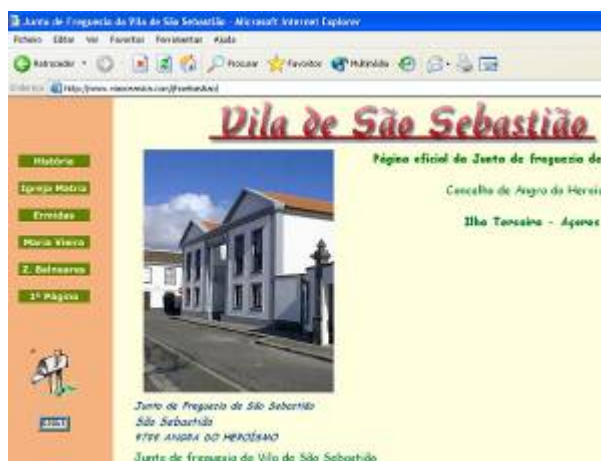 Junta de Freguesia da Vila de São Sebastião - Microsoft Internet Explorer
Ficheiro Editar Ver Favoritos Ferramentas Ajuda
Retroceder Procurar Favoritos Multimédia
Vila de São Sebastião
Página oficial da Junta de freguesia da
Concelho de Angra do Heroí
Ilha Terceira - Açores
História
Igreja Matriz
Ermidas
Maria Vieira
Z. Balneares
1ª Página
Junta de Freguesia de São Sebastião
São Sebastião
ANGRA DO HEROÍSMO
Junta de freguesia da Vila de São Sebastião